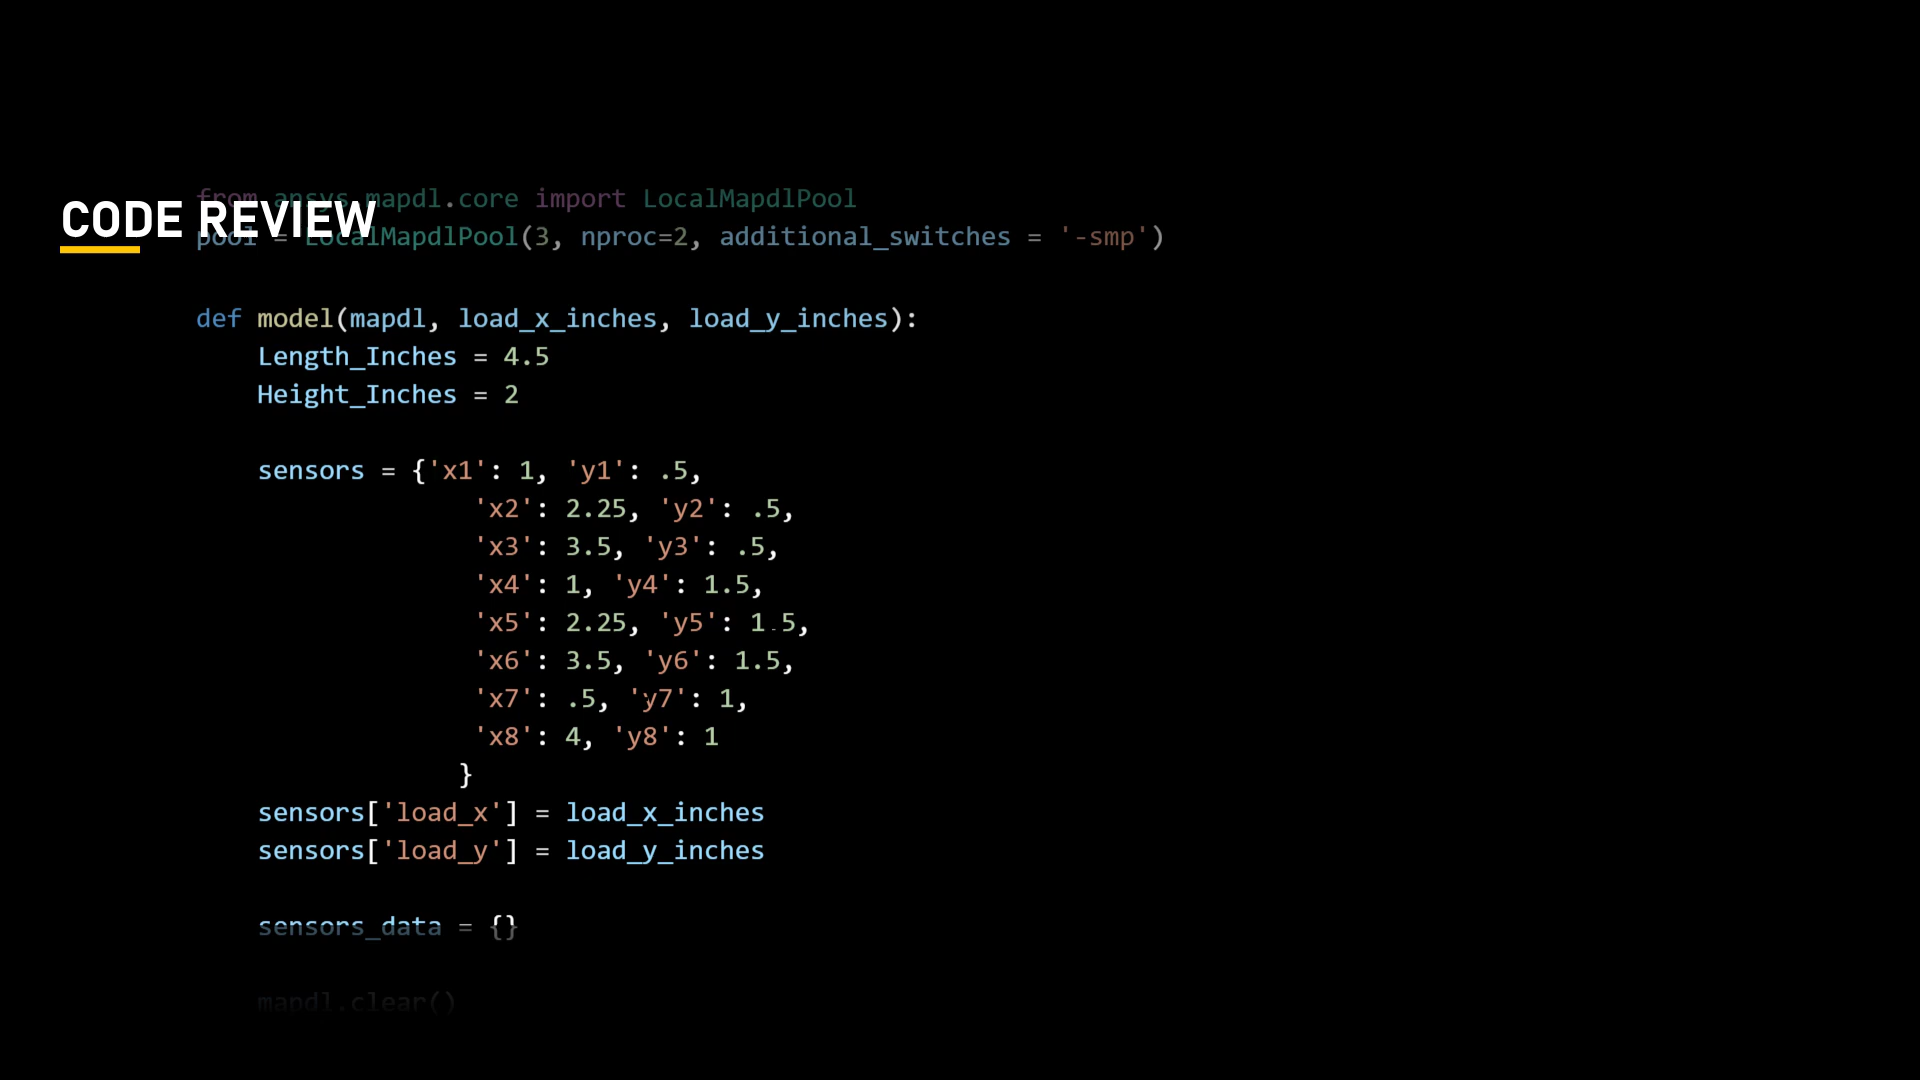 CODE REVIEW
from ansys.mapdl.core import LocalMapdlPool
pool = LocalMapdlPool(3, nproc=2, additional_switches = '-smp')
def model(mapdl, load_x_inches, load_y_inches):
Length_Inches = 4.5
Height_Inches = 2
sensors = {'x1': 1, 'y1': .5,
'x2': 2.25, 'y2': .5,
'x3': 3.5, 'y3': .5,
'x4': 1, 'y4': 1.5,
'x5': 2.25, 'y5': 1.5,
'x6': 3.5, 'y6': 1.5,
'x7': .5, 'y7': 1,
'x8': 4, 'y8': 1
}
sensors['load_x'] = load_x_inches
sensors['load_y'] = load_y_inches
sensors_data = {}
mapdl.clear()